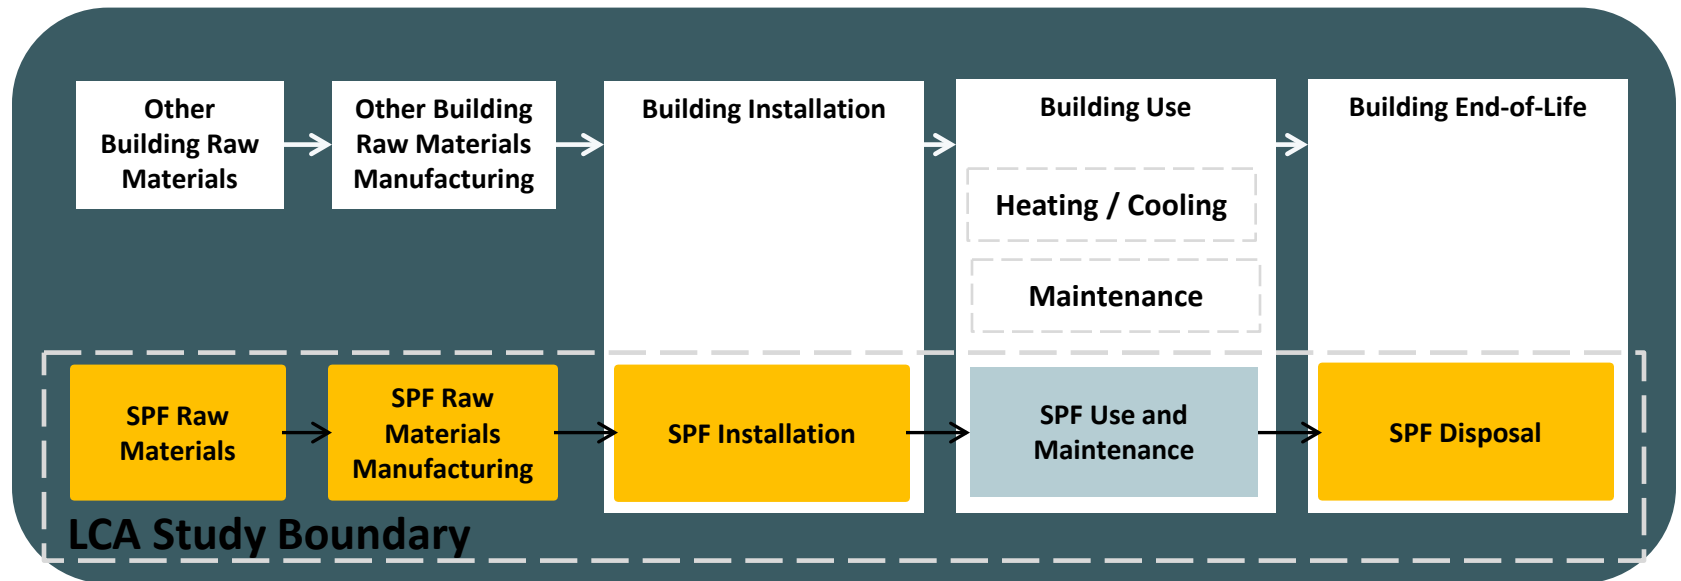 Other
Building Raw
Materials
Other Building
Raw Materials
Manufacturing
Building Installation
Building Use
Heating / Cooling
Maintenance
Building End-of-Life
SPF Raw
Materials
SPF Raw
Materials
Manufacturing
SPF Installation
SPF Use and
Maintenance
SPF Disposal
LCA Study Boundary